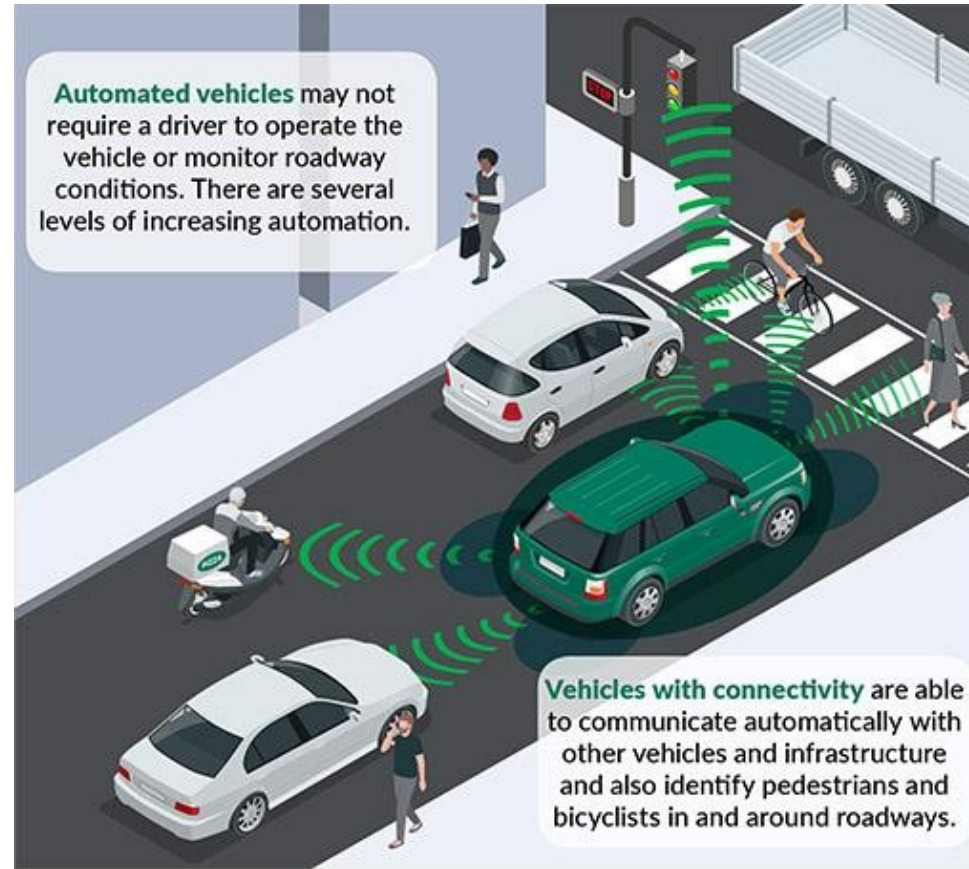 Automated vehicles may not
require a driver to operate the
vehicle or monitor roadway
conditions. There are several
levels of increasing automation.
STOP
PIZZA
Vehicles with connectivity are able
to communicate automatically with
other vehicles and infrastructure
and also identify pedestrians and
bicyclists in and around roadways.